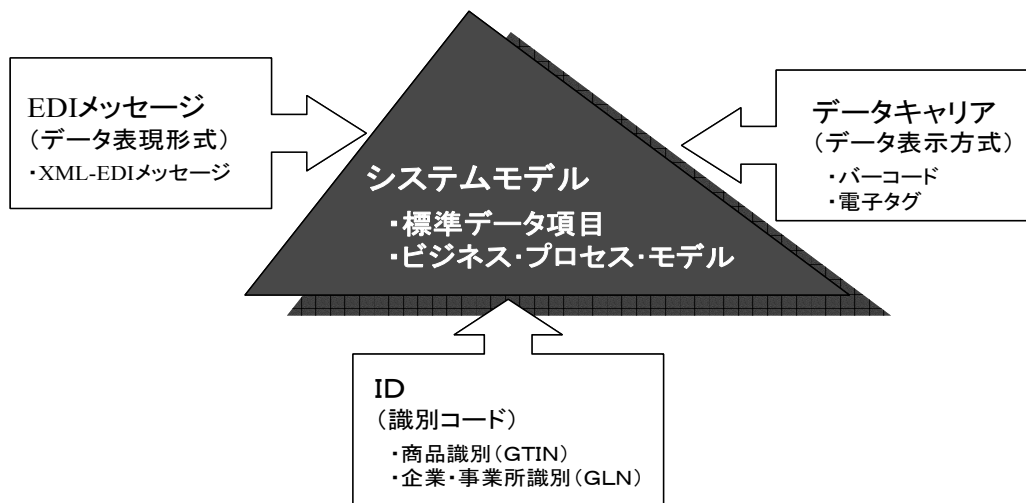 EDIメッセージ
（データ表現形式）
・XML-EDIメッセージ
データキャリア
（データ表示方式）
・バーコード
・電子タグ
システムモデル
・標準データ項目
・ビジネス・プロセス・モデル
ＩＤ
（識別コード）
・商品識別（ＧＴＩＮ）
・企業・事業所識別（ＧＬＮ）